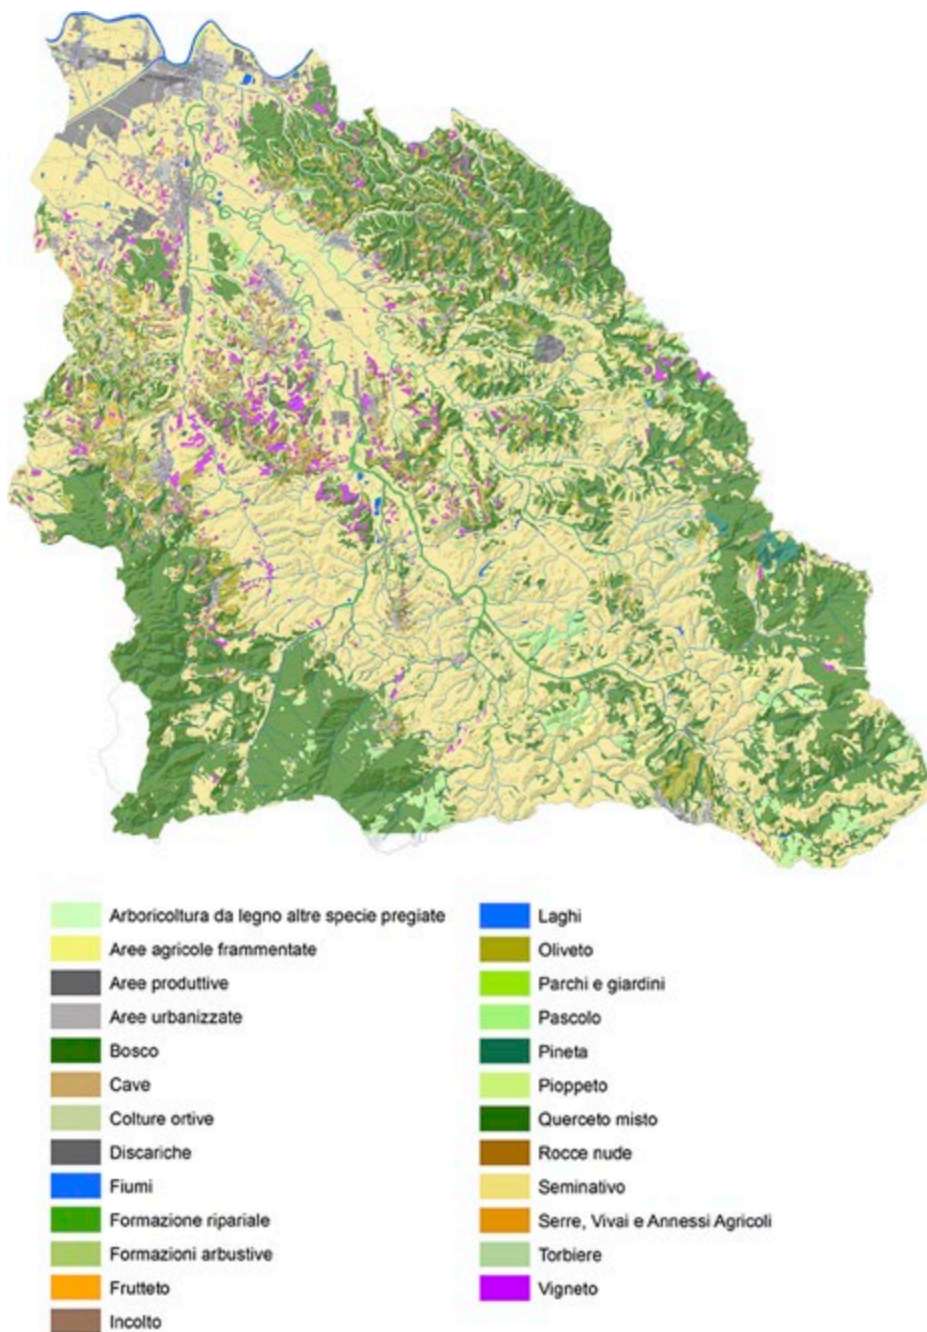 Arboricoltura da legno altre specie pregiate
Aree agricole frammentate
Aree produttive
Aree urbanizzate
Bosco
Cave
Colture ortive
Discariche
Fiumi
Formazione ripariale
Formazioni arbustive
Frutteto
Incolto
Laghi
Oliveto
Parchi e giardini
Pascolo
Pineta
Pioppeto
Querceto misto
Rocce nude
Seminativo
Serre, Vivai e Annessi Agricoli
Torbiere
Vigneto